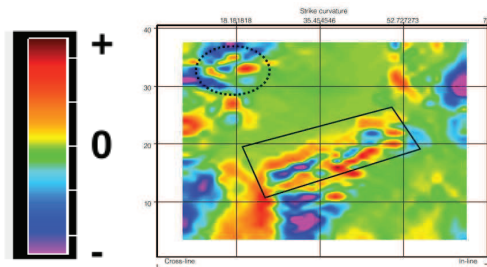 Strike curvature
18.181818 35.454546 52.727273
40
30
20
10
+
0
-
Cross-line In-line